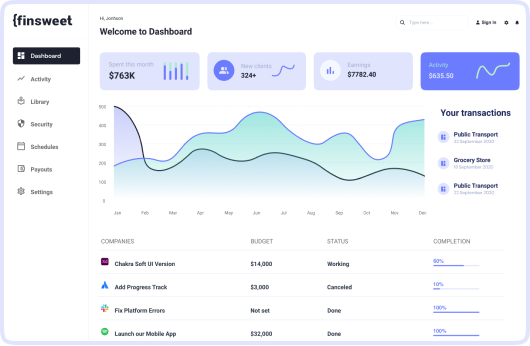 {finsweet
Hi, Jonhson
Welcome to Dashboard
Type here...
Sign in
Dashboard
Activity
Library
Security
Schedules
Payouts
Settings
Spent this month
$763K
New clients
324+
Earnings
$7782.40
Activity
$635.50
500
400
300
200
100
0
Jan
Feb
Mar
Apr
May
Jun
Jul
Aug
Sep
Oct
Nov
Dec
Your transactions
Public Transport
22 September 2020
Grocery Store
18 September 2020
Public Transport
22 September 2020
COMPANIES BUDGET STATUS COMPLETION
Chakra Soft UI Version $14,000 Working 60%
Add Progress Track $3,000 Canceled 10%
Fix Platform Errors Not set Done 100%
Launch our Mobile App $32,000 Done 100%